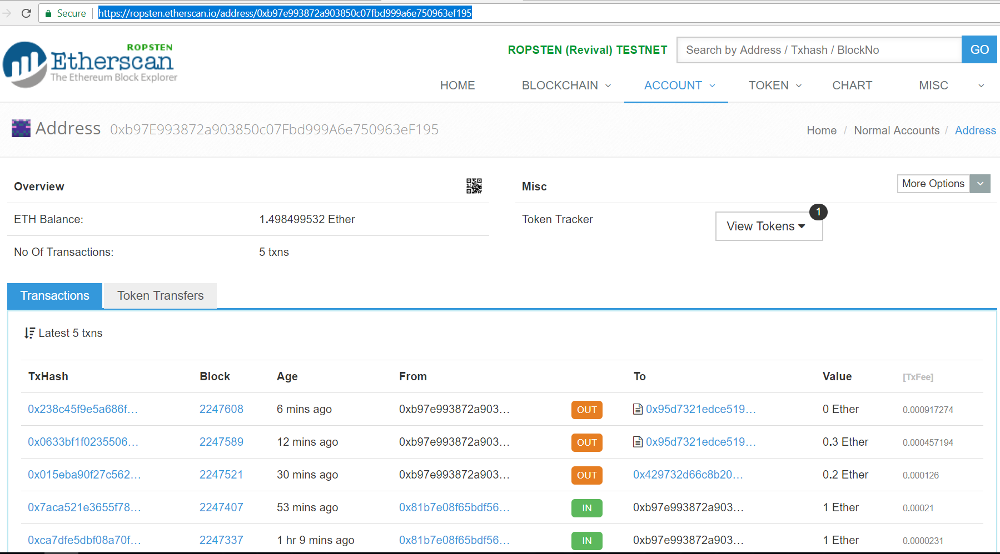 Secure https://ropsten.etherscan.io/address/0xb97e993872a903850c07fbd999a6e750963ef195
ROPSTEN
Etherscan
The Ethereum Block Explorer
ROPSTEN (Revival) TESTNET Search by Address / Txhash / BlockNo GO
HOME BLOCKCHAIN ACCOUNT TOKEN CHART MISC
Address 0xb97E993872a903850c07Fbd999A6e750963eF195
Home / Normal Accounts / Address
Overview
ETH Balance: 1.498499532 Ether
No Of Transactions: 5 txns
Misc
More Options
Token Tracker View Tokens 1
Transactions Token Transfers
Latest 5 txns
TxHash Block Age From To Value [TxFee]
0x238c45f9e5a686f... 2247608 6 mins ago 0xb97e993872a903... OUT 0x95d7321edce519... 0 Ether 0.000917274
0x0633bf1f0235506... 2247589 12 mins ago 0xb97e993872a903... OUT 0x95d7321edce519... 0.3 Ether 0.000457194
0x015eba90f27c562... 2247521 30 mins ago 0xb97e993872a903... OUT 0x429732d66c8b20... 0.2 Ether 0.000126
0x7aca521e3655f78... 2247407 53 mins ago 0x81b7e08f65bdf56... IN 0xb97e993872a903... 1 Ether 0.00021
0xca7dfe5dbf08a70f... 2247337 1 hr 9 mins ago 0x81b7e08f65bdf56... IN 0xb97e993872a903... 1 Ether 0.0000231